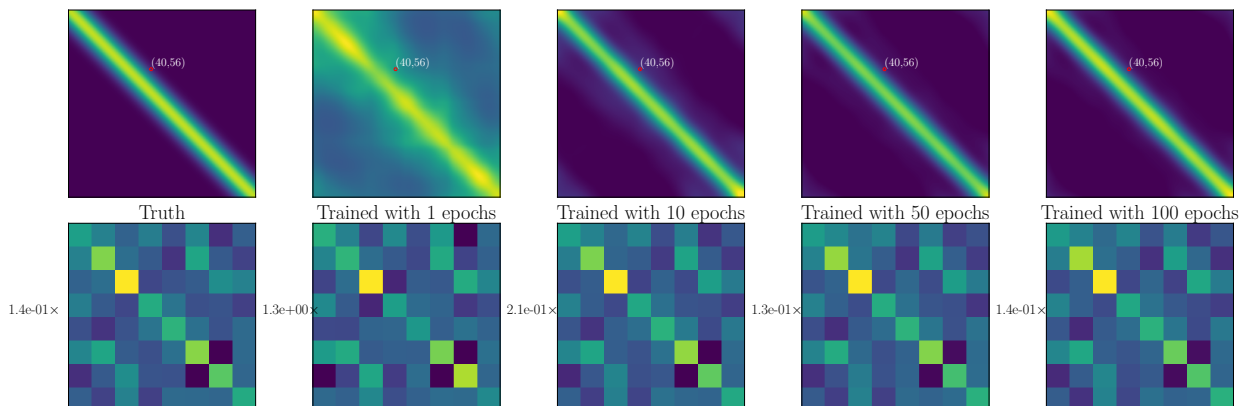 (40,56) (40,56) (40,56) (40,56) (40,56)
Truth Trained with 1 epochs Trained with 10 epochs Trained with 50 epochs Trained with 100 epochs
1.4e-01× 1.3e+00× 2.1e-01× 1.3e-01× 1.4e-01×